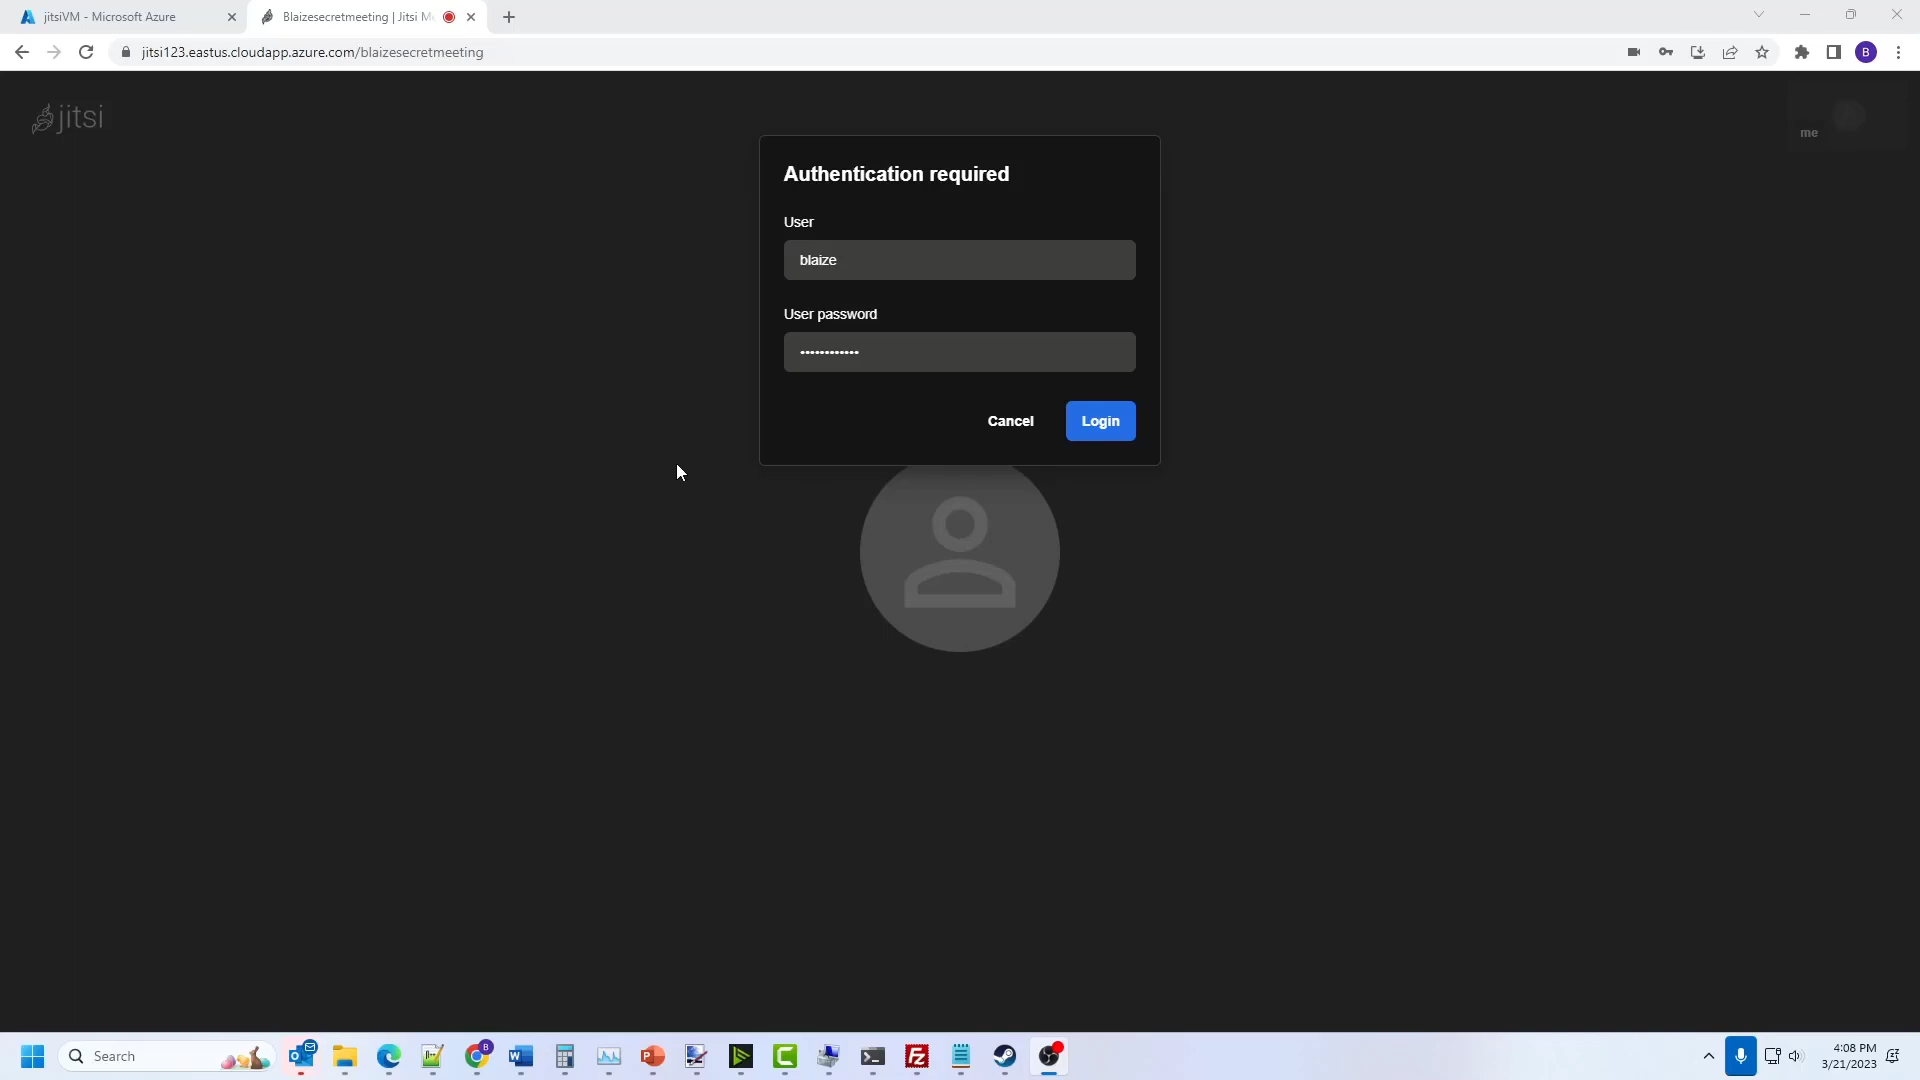 jitsiVM - Microsoft Azure
Blaizesecretmeeting | Jitsi M
jitsi123.eastus.cloudapp.azure.com/blaizesecretmeeting
B
jitsi
me
Authentication required
User
blaize
User password
••••••••••••
Cancel
Login
Search
4:08 PM
3/21/2023